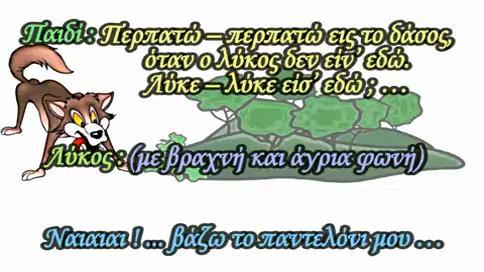 Παιδί : Περπατώ – περπατώ εις το δάσος
όταν ο λύκος δεν είν’ εδώ.
Λύκε – λύκε είσ’ εδώ ; …
Λύκος : (με βραχνή και άγρια φωνή)
Ναιαιαι ! ... βάζω το παντελόνι μου …